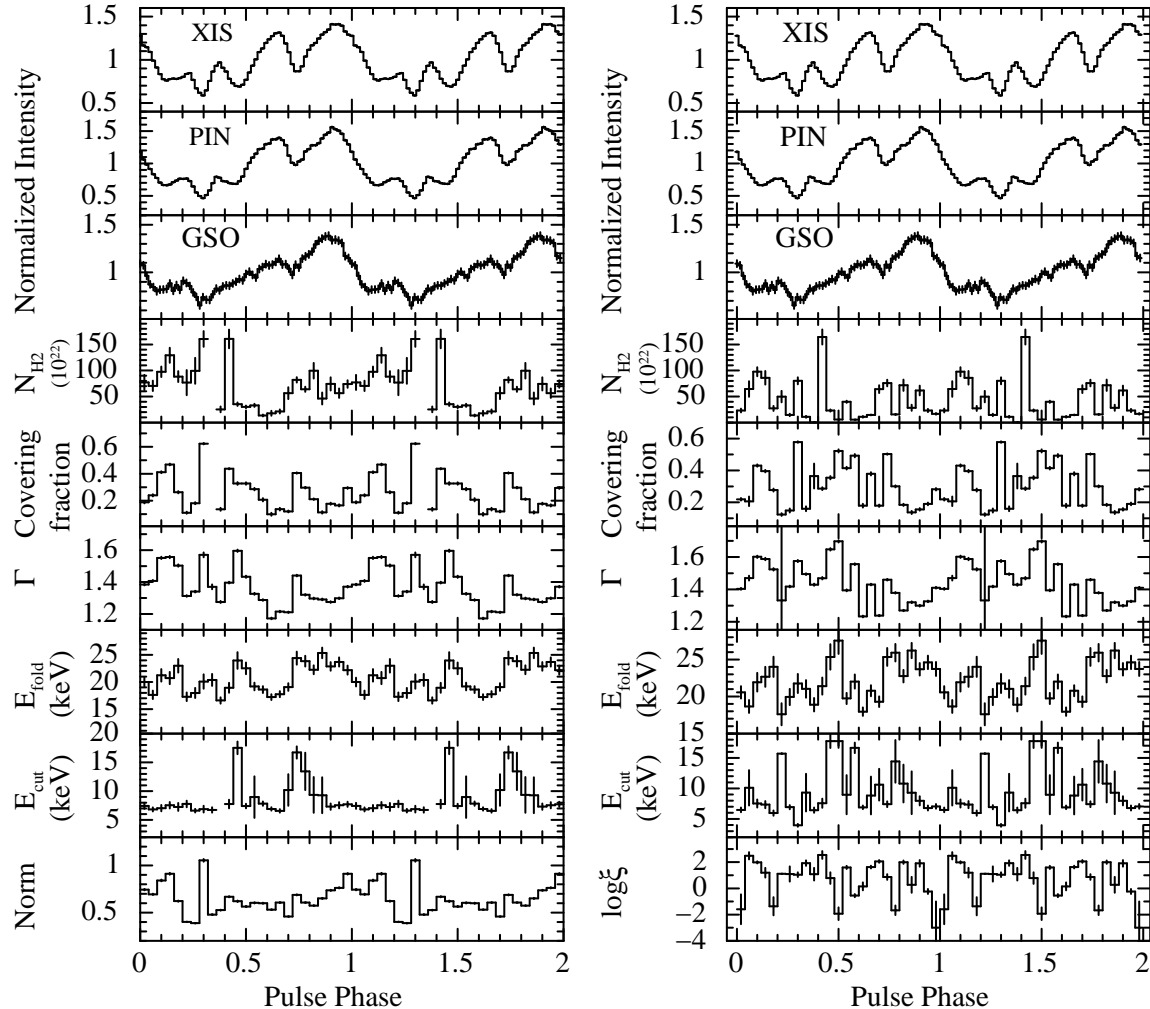 1.5 XIS 1.5 XIS
1 1
0.5 0.5
Normalized Intensity Normalized Intensity
1.5 PIN 1.5 PIN
1 1
0.5 0.5
1.5 GSO 1.5 GSO
1 1
N_H2 (10^22) N_H2 (10^22)
150 150
100 100
50 50
Covering fraction Covering fraction
0.6 0.6
0.4 0.4
0.2 0.2
Γ Γ
1.6 1.6
1.4 1.4
1.2 1.2
E_fold (keV) E_fold (keV)
25 25
20 20
15 15
E_cut (keV) E_cut (keV)
20 15
15 10
10 5
5
Norm logξ
1 2
0.5 0
−2
−4
0 0.5 1 1.5 2 0 0.5 1 1.5 2
Pulse Phase Pulse Phase